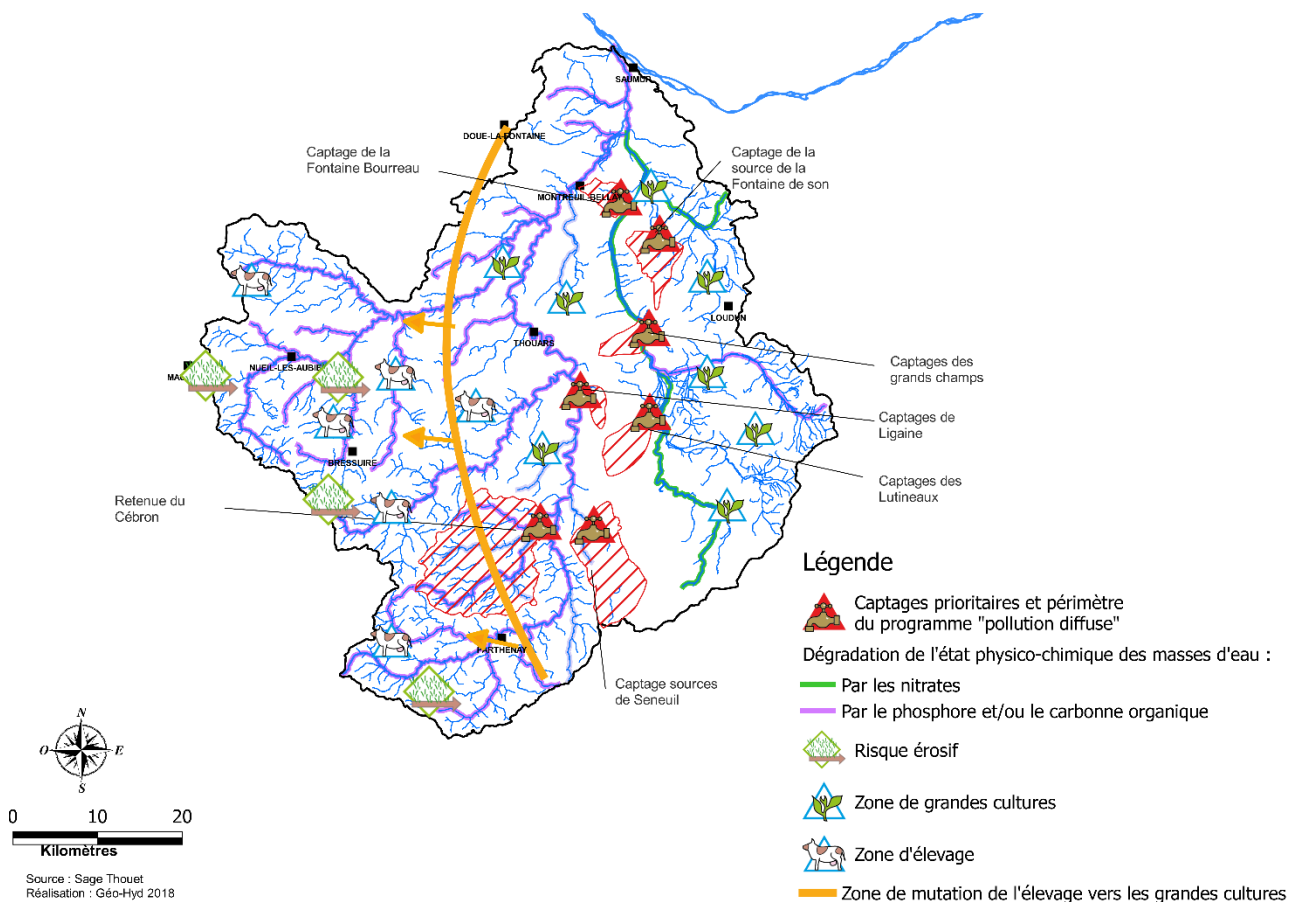 SAUMUR
DOUE-LA-FONTAINE
Captage de la
Fontaine Bourreau
Captage de la
source de la
Fontaine de son
MONTREUIL-BELLAY
LOUDUN
THOUARS
NUEIL-LES-AUBIE
Captages des
grands champs
Captages de
Ligaine
BRESSUIRE
Captages des
Lutineaux
Retenue du
Cébron
PARTHENAY
Captage sources
de Seneuil
Légende
Captages prioritaires et périmètre
du programme "pollution diffuse"
Dégradation de l'état physico-chimique des masses d'eau :
Par les nitrates
Par le phosphore et/ou le carbonne organique
Risque érosif
Zone de grandes cultures
Zone d'élevage
Zone de mutation de l'élevage vers les grandes cultures
N
O
E
S
0 10 20
Kilomètres
Source : Sage Thouet
Réalisation : Géo-Hyd 2018